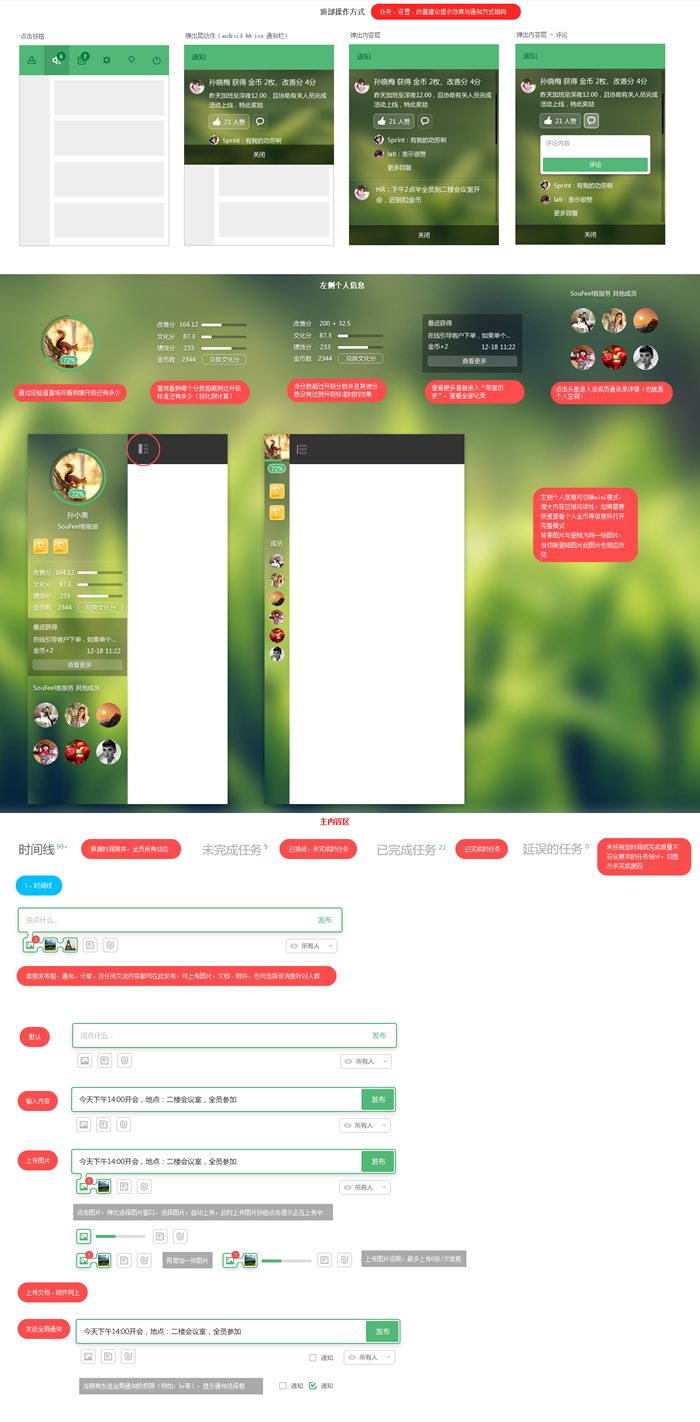 顶部操作方式
任务、设置、改善建议提示效果与通知方式相同
点击按钮
弹出层动作（android && ios 通知栏）
弹出内容层
弹出内容层 - 评论
6
2
通知
孙晓梅 获得 金币 2枚、改善分 4分
昨天加班至深夜12.00，且协助有关人员完成
活动上线，特此奖励
21 人赞
Sprint：有我的功劳啊
关闭
通知
孙晓梅 获得 金币 2枚、改善分 4分
昨天加班至深夜12.00，且协助有关人员完成
活动上线，特此奖励
21 人赞
Sprint：有我的功劳啊
lati：表示很赞
更多回复
HR：下午2点半全员到二楼会议室开
会，迟到扣金币
关闭
通知
孙晓梅 获得 金币 2枚、改善分 4分
昨天加班至深夜12.00，且协助有关人员完成
活动上线，特此奖励
21 人赞
评论内容
评论
Sprint：有我的功劳啊
lati：表示很赞
更多回复
关闭
左侧个人信息
72%
通过经验值直观可看到距升级还有多少
改善分 164.12
文化分 87.3
绩效分 233
金币数 2344 兑换文化分
直观看到每个分数距离到达升级
标准还有多少（按比例计算）
改善分 200 + 32.5
文化分 87.3
绩效分 233
金币数 2344 兑换文化分
当分数超过升级分数并且其他分
数没有达到升级标准时的效果
最近获得
在线引导客户下单，如果单个...
金币+2 12-18 11:22
查看更多
查看更多直接进入“荣誉历
史”，查看全部记录
SouFeel客服务 其他成员
点击头像进入该成员通讯录详情（也就是
个人空间）
72%
孙小美
SouFeel客服部
改善分 164.12
文化分 87.3
绩效分 233
金币数 2344 兑换文化分
最近获得
在线引导客户下单，如果单个...
金币+2 12-18 11:22
查看更多
SouFeel客服务 其他成员
72%
成员
左侧个人信息可切换mini模式，
增大内容区域可读性，如果需要
快速查看个人金币等信息料打开
完整模式
背景图片与登陆为同一张图片，
当切换登陆图片此图片也相应改
变
主内容区
时间线 99+
根据时间排序，全员所有动态
未完成任务 5
已挑战，未完成的任务
已完成任务 21
已完成的任务
延误的任务 0
未按指定时间或完成质量不
符合要求的任务统计，切显
示未完成原因
1、时间线
说点什么...
发布
2
所有人
信息发布框，通知、分享、及任何交流内容都可在此发布，可上传图片，文档、附件，也可选择该消息针对人群
默认
说点什么...
发布
所有人
输入内容
今天下午14:00开会，地点：二楼会议室，全员参加
发布
所有人
上传图片
今天下午14:00开会，地点：二楼会议室，全员参加
发布
1
所有人
点击图片，弹出选择图片窗口，选择图片，自动上传，此时上传图片按钮点击提示正在上传中...
1
再增加一张图片
1
上传图片设限，最多上传5张/次信息
上传文档、附件同上
发送全局通知
今天下午14:00开会，地点：二楼会议室，全员参加
发布
通知
所有人
当拥有发送全局通知的权限（例如：hr等），显示通知选择框
通知
通知